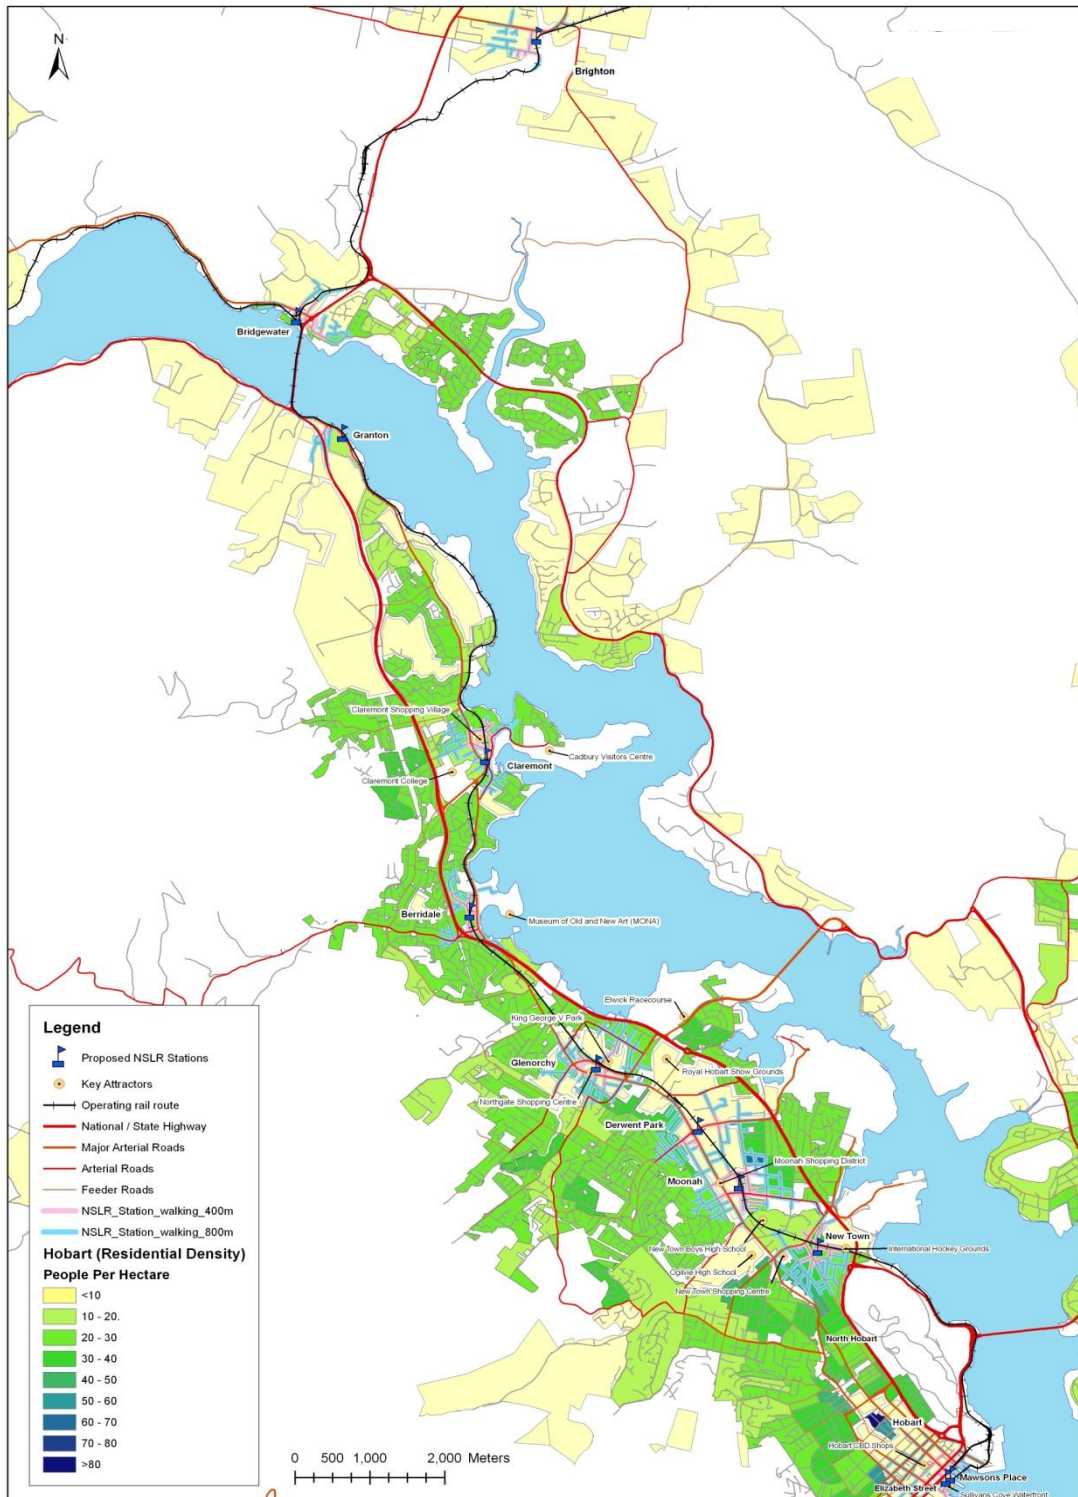 N
Brighton
Bridgewater
Granton
Claremont Shopping Village
Cadbury Visitors Centre
Claremont
Claremont College
Berridale
Museum of Old and New Art (MONA)
Elwick Racecourse
King George V Park
Glenorchy
Royal Hobart Show Grounds
Northgate Shopping Centre
Derwent Park
Moonah Shopping District
Moonah
New Town
New Town Boys High School
International Hockey Grounds
Ogilvie High School
New Town Shopping Centre
North Hobart
Hobart
Hobart CBD Shops
Mawsons Place
Elizabeth Street
Sullivans Cove Waterfront
Legend
Proposed NSLR Stations
Key Attractors
Operating rail route
National / State Highway
Major Arterial Roads
Arterial Roads
Feeder Roads
NSLR_Station_walking_400m
NSLR_Station_walking_800m
Hobart (Residential Density)
People Per Hectare
<10
10 - 20.
20 - 30
30 - 40
40 - 50
50 - 60
60 - 70
70 - 80
>80
0 500 1,000 2,000 Meters